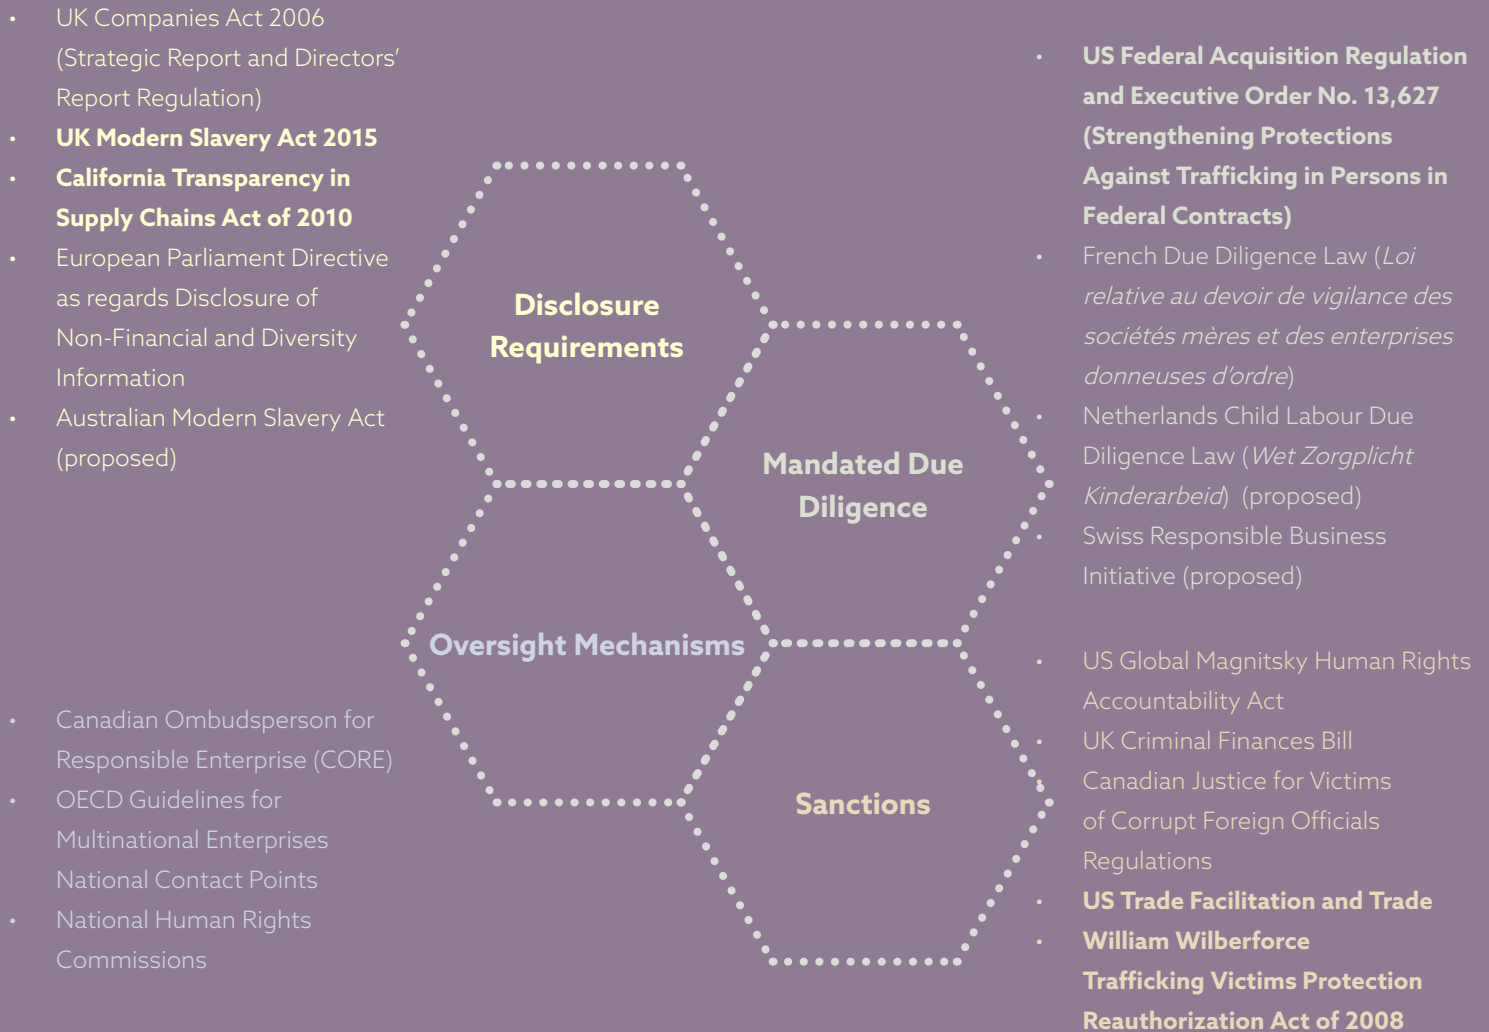 • UK Companies Act 2006
(Strategic Report and Directors’
Report Regulation)
• UK Modern Slavery Act 2015
• California Transparency in
Supply Chains Act of 2010
• European Parliament Directive
as regards Disclosure of
Non-Financial and Diversity
Information
• Australian Modern Slavery Act
(proposed)
Disclosure
Requirements
• US Federal Acquisition Regulation
and Executive Order No. 13,627
(Strengthening Protections
Against Trafficking in Persons in
Federal Contracts)
• French Due Diligence Law (Loi
relative au devoir de vigilance des
sociétés mères et des enterprises
donneuses d’ordre)
• Netherlands Child Labour Due
Diligence Law (Wet Zorgplicht
Kinderarbeid) (proposed)
• Swiss Responsible Business
Initiative (proposed)
Mandated Due
Diligence
Oversight Mechanisms
• Canadian Ombudsperson for
Responsible Enterprise (CORE)
• OECD Guidelines for
Multinational Enterprises
National Contact Points
• National Human Rights
Commissions
Sanctions
• US Global Magnitsky Human Rights
Accountability Act
• UK Criminal Finances Bill
• Canadian Justice for Victims
of Corrupt Foreign Officials
Regulations
• US Trade Facilitation and Trade
• William Wilberforce
Trafficking Victims Protection
Reauthorization Act of 2008